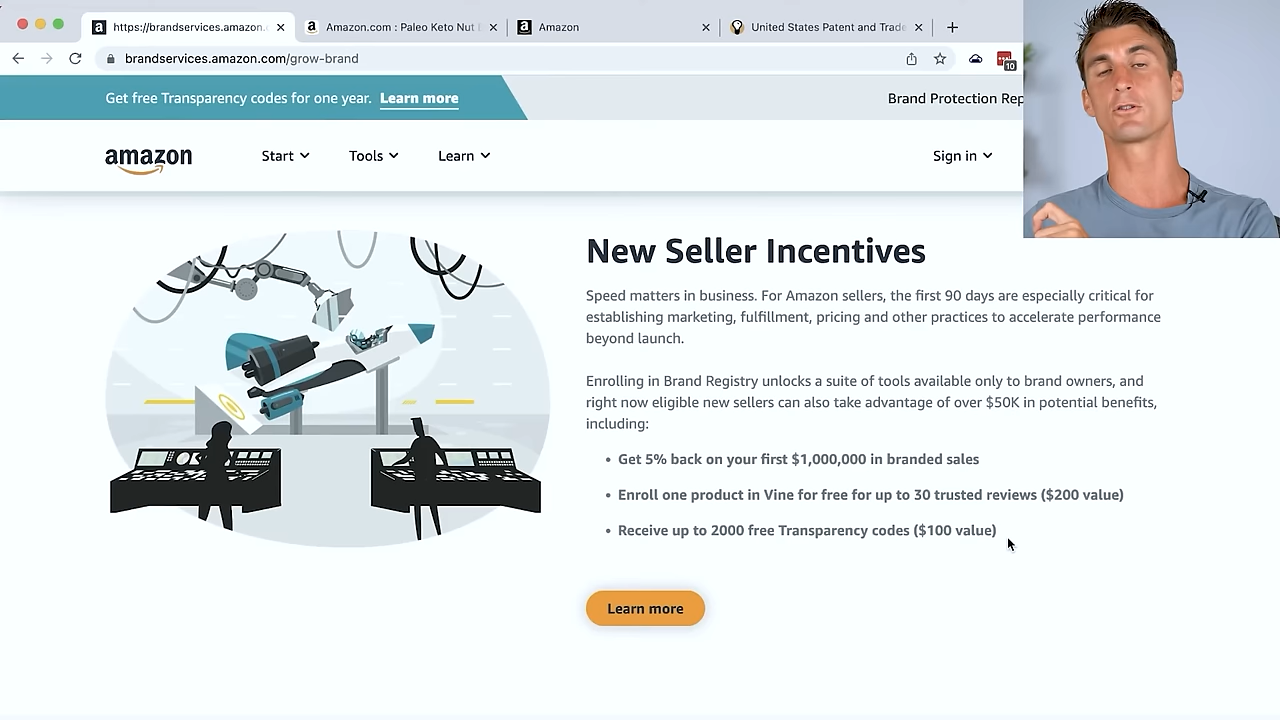 https://brandservices.amazon.
Amazon.com : Paleo Keto Nut
Amazon
United States Patent and Trade
brandservices.amazon.com/grow-brand
10
Get free Transparency codes for one year. Learn more
Brand Protection Rep
amazon
Start
Tools
Learn
Sign in
New Seller Incentives
Speed matters in business. For Amazon sellers, the first 90 days are especially critical for
establishing marketing, fulfillment, pricing and other practices to accelerate performance
beyond launch.
Enrolling in Brand Registry unlocks a suite of tools available only to brand owners, and
right now eligible new sellers can also take advantage of over $50K in potential benefits,
including:
• Get 5% back on your first $1,000,000 in branded sales
• Enroll one product in Vine for free for up to 30 trusted reviews ($200 value)
• Receive up to 2000 free Transparency codes ($100 value)
Learn more